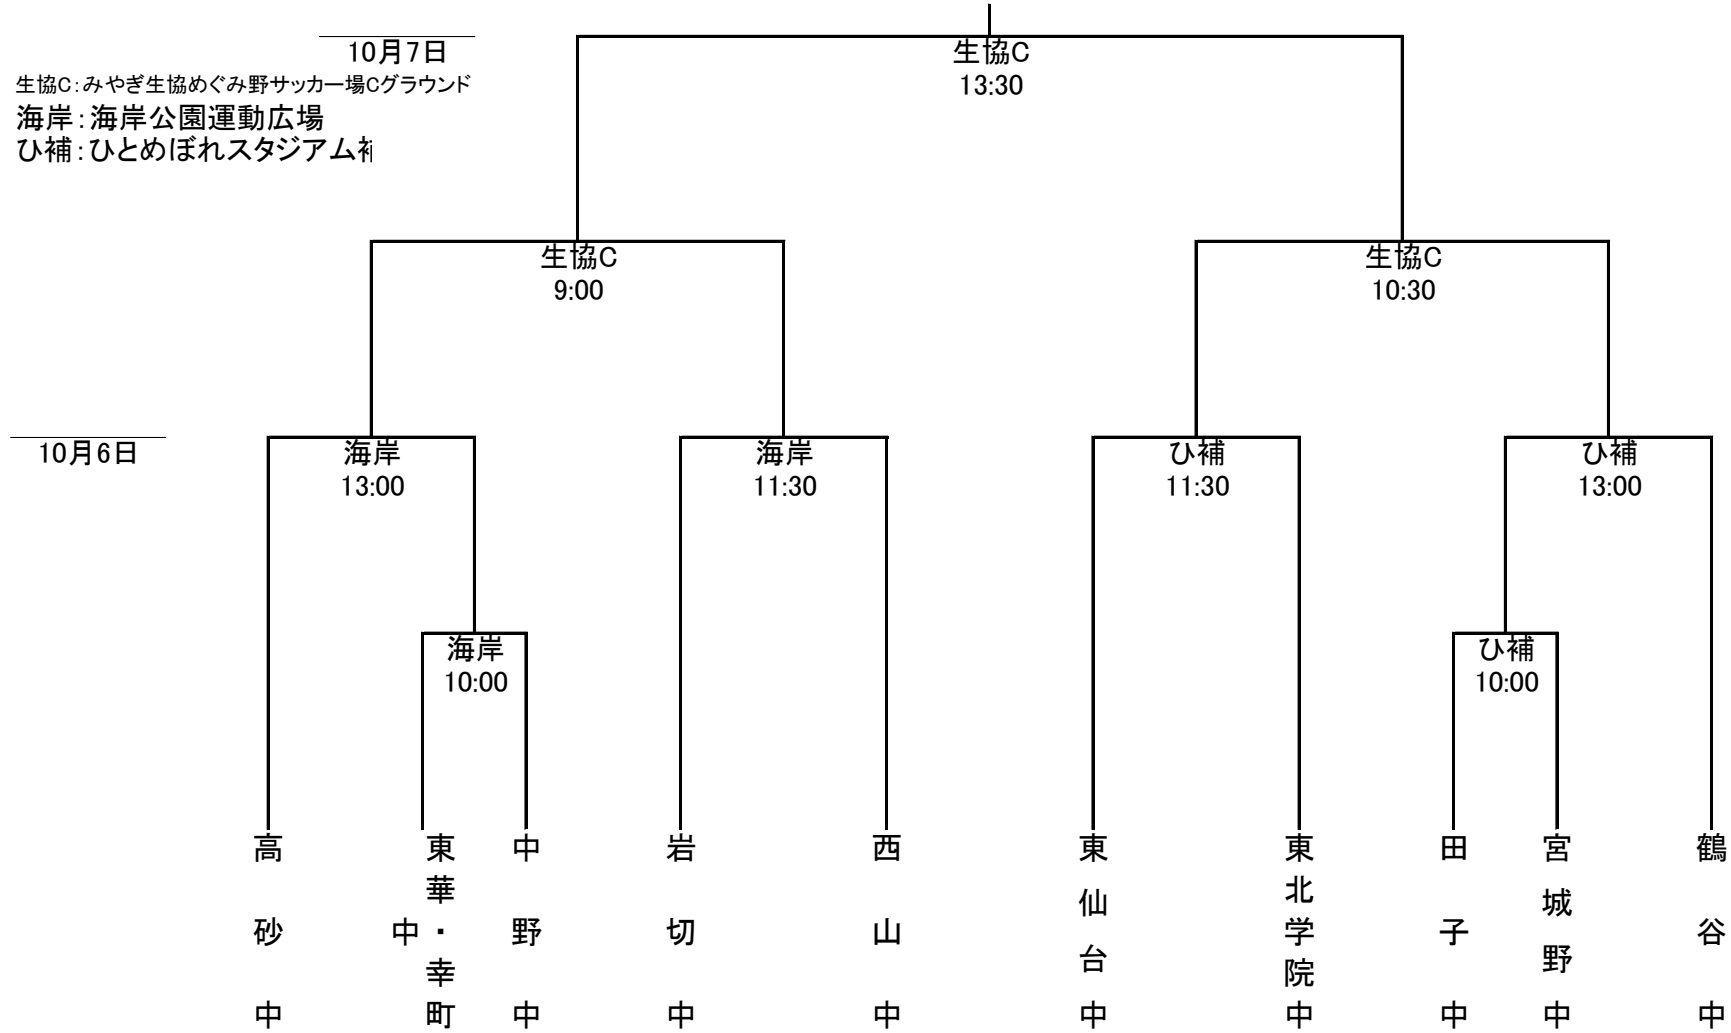 10月7日
生協C：みやぎ生協めぐみ野サッカー場Cグラウンド
海岸：海岸公園運動広場
ひ補：ひとめぼれスタジアム補
生協C
13:30
生協C
9:00
生協C
10:30
10月6日
海岸
13:00
海岸
11:30
ひ補
11:30
ひ補
13:00
海岸
10:00
ひ補
10:00
高砂中
東華・幸町中
中野中
岩切中
西山中
東仙台中
東北学院中
田子中
宮城野中
鶴谷中